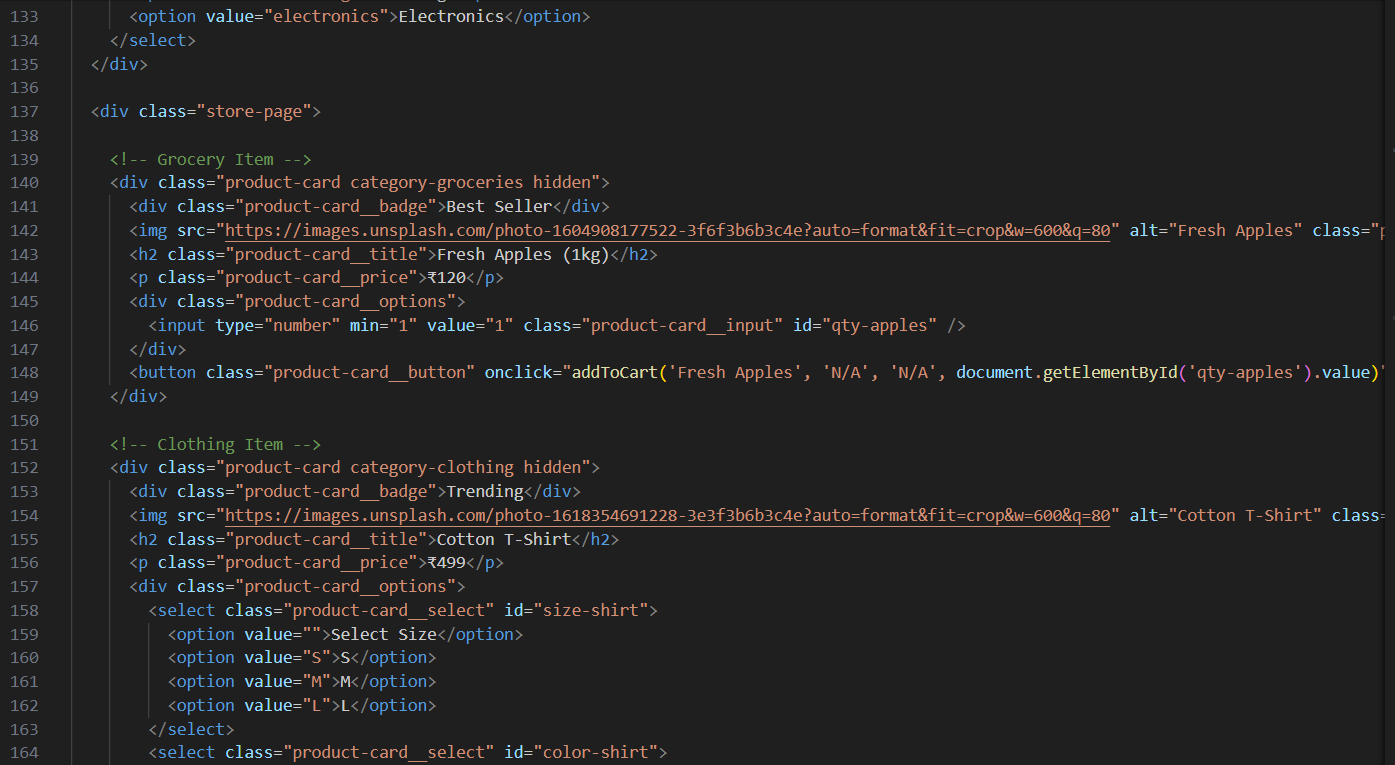 133 <option value="electronics">Electronics</option>
134 </select>
135 </div>
136
137 <div class="store-page">
138
139 <!-- Grocery Item -->
140 <div class="product-card category-groceries hidden">
141 <div class="product-card__badge">Best Seller</div>
142 <img src="https://images.unsplash.com/photo-1604908177522-3f6f3b6b3c4e?auto=format&fit=crop&w=600&q=80" alt="Fresh Apples" class="p
143 <h2 class="product-card__title">Fresh Apples (1kg)</h2>
144 <p class="product-card__price">₹120</p>
145 <div class="product-card__options">
146 <input type="number" min="1" value="1" class="product-card__input" id="qty-apples" />
147 </div>
148 <button class="product-card__button" onclick="addToCart('Fresh Apples', 'N/A', 'N/A', document.getElementById('qty-apples').value)"
149 </div>
150
151 <!-- Clothing Item -->
152 <div class="product-card category-clothing hidden">
153 <div class="product-card__badge">Trending</div>
154 <img src="https://images.unsplash.com/photo-1618354691228-3e3f3b6b3c4e?auto=format&fit=crop&w=600&q=80" alt="Cotton T-Shirt" class=
155 <h2 class="product-card__title">Cotton T-Shirt</h2>
156 <p class="product-card__price">₹499</p>
157 <div class="product-card__options">
158 <select class="product-card__select" id="size-shirt">
159 <option value="">Select Size</option>
160 <option value="S">S</option>
161 <option value="M">M</option>
162 <option value="L">L</option>
163 </select>
164 <select class="product-card__select" id="color-shirt">